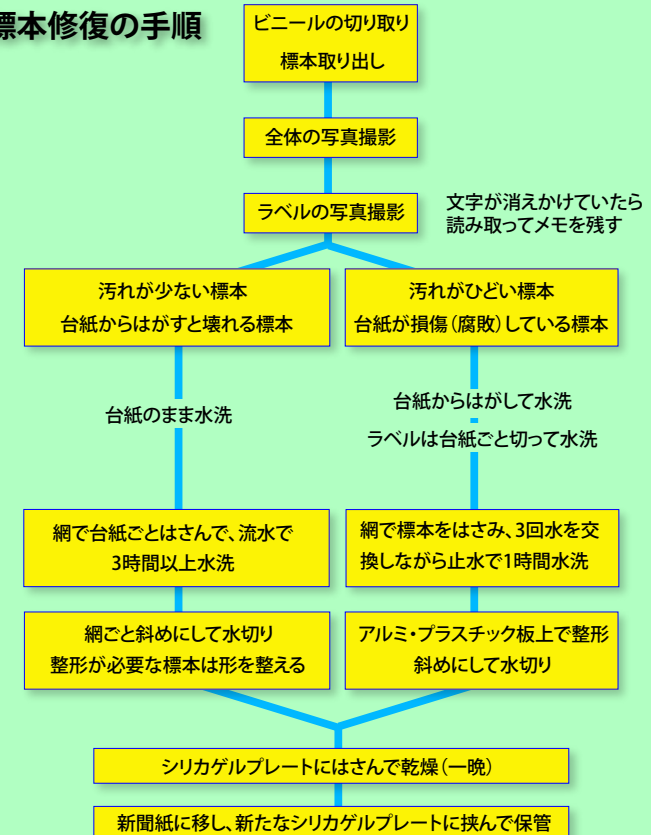 標本修復の手順
ビニールの切り取り
標本取り出し
全体の写真撮影
ラベルの写真撮影
文字が消えかけていたら
読み取ってメモを残す
汚れが少ない標本
台紙からはがすと壊れる標本
汚れがひどい標本
台紙が損傷（腐敗）している標本
台紙のまま水洗
台紙からはがして水洗
ラベルは台紙ごと切って水洗
網で台紙ごとはさんで、流水で
3時間以上水洗
網で標本をはさみ、3回水を交
換しながら止水で1時間水洗
網ごと斜めにして水切り
整形が必要な標本は形を整える
アルミ・プラスチック板上で整形
斜めにして水切り
シリカゲルプレートにはさんで乾燥（一晩）
新聞紙に移し、新たなシリカゲルプレートに挟んで保管